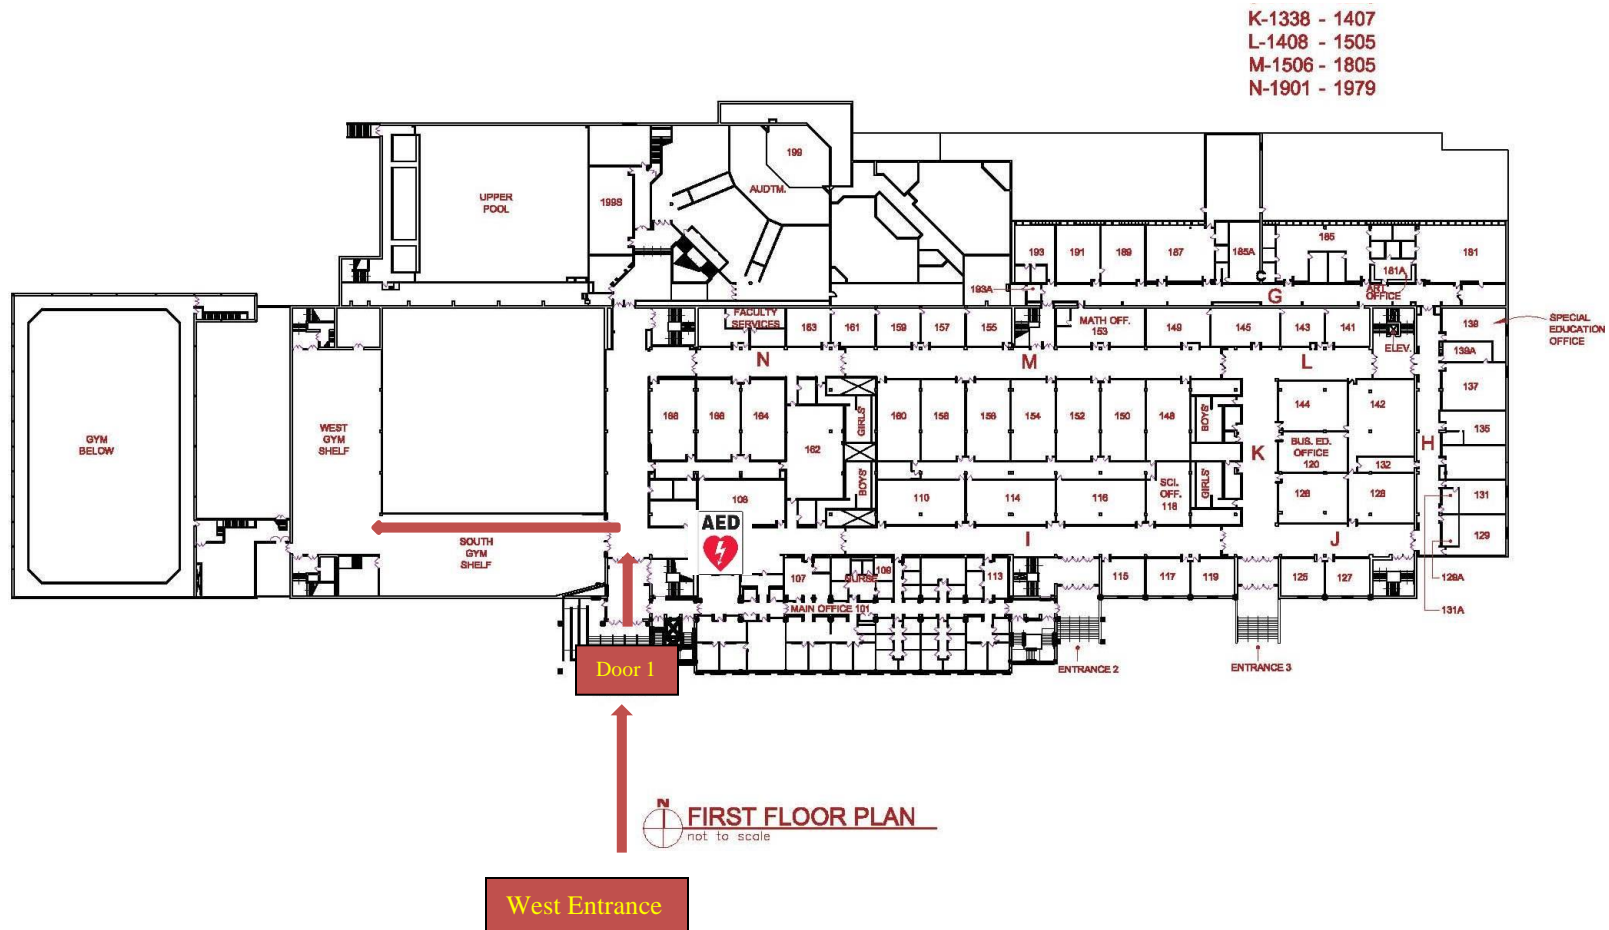 K-1338 - 1407
L-1408 - 1505
M-1506 - 1805
N-1901 - 1979
199
AUDTM.
UPPER
POOL
199S
193
191
189
187
185A
185
181A
181
193A
G
ART
OFFICE
FACULTY
SERVICES
163
161
159
157
155
MATH OFF.
153
149
145
143
141
ELEV.
139
SPECIAL
EDUCATION
OFFICE
139A
N
M
L
137
168
166
164
162
GIRLS'
160
158
156
154
152
150
148
BOYS'
144
142
135
GYM
BELOW
WEST
GYM
SHELF
K
BUS. ED.
OFFICE
120
H
132
BOYS'
110
114
116
SCI.
OFF.
118
GIRLS'
126
128
131
108
AED
SOUTH
GYM
SHELF
I
J
129
107
NURSE
109
113
115
117
119
125
127
129A
131A
MAIN OFFICE 101
Door 1
ENTRANCE 2
ENTRANCE 3
N
FIRST FLOOR PLAN
not to scale
West Entrance